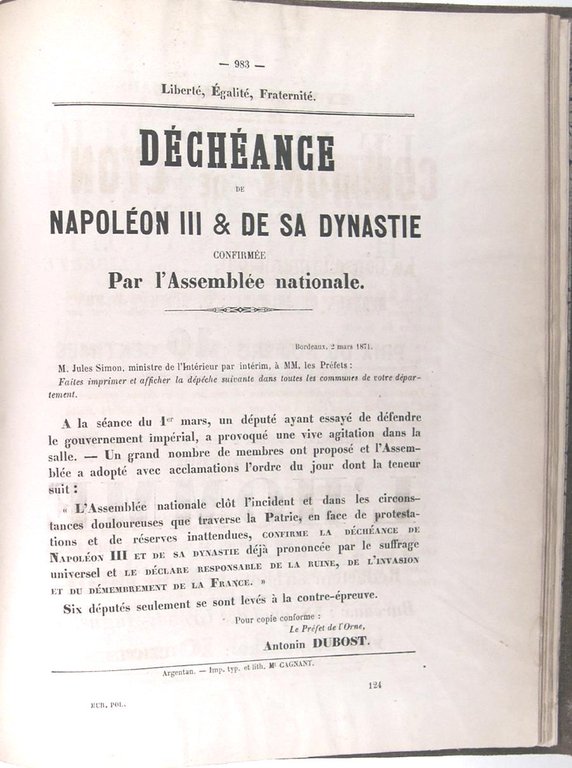 — 983 —
Liberté, Égalité, Fraternité.
DÉCHÉANCE
DE
NAPOLÉON III & DE SA DYNASTIE
CONFIRMÉE
Par l'Assemblée nationale.
Bordeaux, 2 mars 1871.
M. Jules Simon, ministre de l'Intérieur par intérim, à MM. les Préfets :
Faites imprimer et afficher la dépêche suivante dans toutes les communes de votre dépar-
tement.
A la séance du 1er mars, un député ayant essayé de défendre
le gouvernement impérial, a provoqué une vive agitation dans la
salle. — Un grand nombre de membres ont proposé et l'Assem-
blée a adopté avec acclamations l'ordre du jour dont la teneur
suit :
« L'Assemblée nationale clôt l'incident et dans les circons-
tances douloureuses que traverse la Patrie, en face de protesta-
tions et de réserves inattendues, CONFIRME LA DÉCHÉANCE DE
NAPOLÉON III ET DE SA DYNASTIE déjà prononcée par le suffrage
universel et LE DÉCLARE RESPONSABLE DE LA RUINE, DE L'INVASION
ET DU DÉMEMBREMENT DE LA FRANCE. »
Six députés seulement se sont levés à la contre-épreuve.
Pour copie conforme :
Le Préfet de l'Orne,
Antonin DUBOST.
Argentan. — Imp. typ. et lith. Me CAGNANT.
124
EUR. POL.